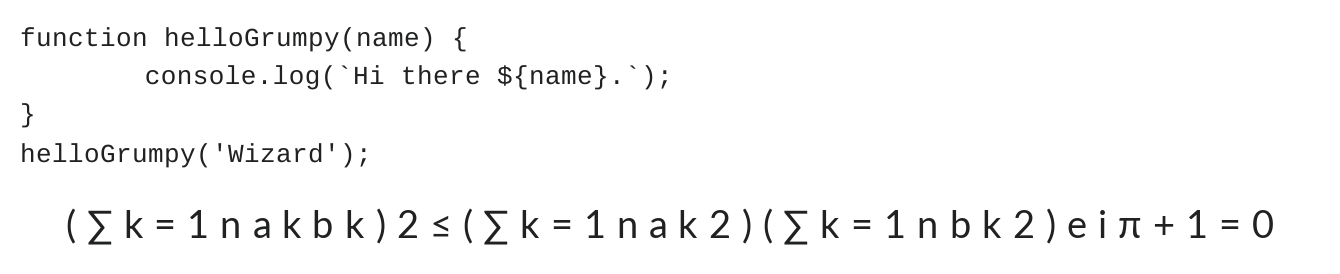 function helloGrumpy(name) {
console.log(`Hi there ${name}.`);
}
helloGrumpy('Wizard');
( ∑ k = 1 n a k b k ) 2 ≤ ( ∑ k = 1 n a k 2 ) ( ∑ k = 1 n b k 2 ) e i π + 1 = 0